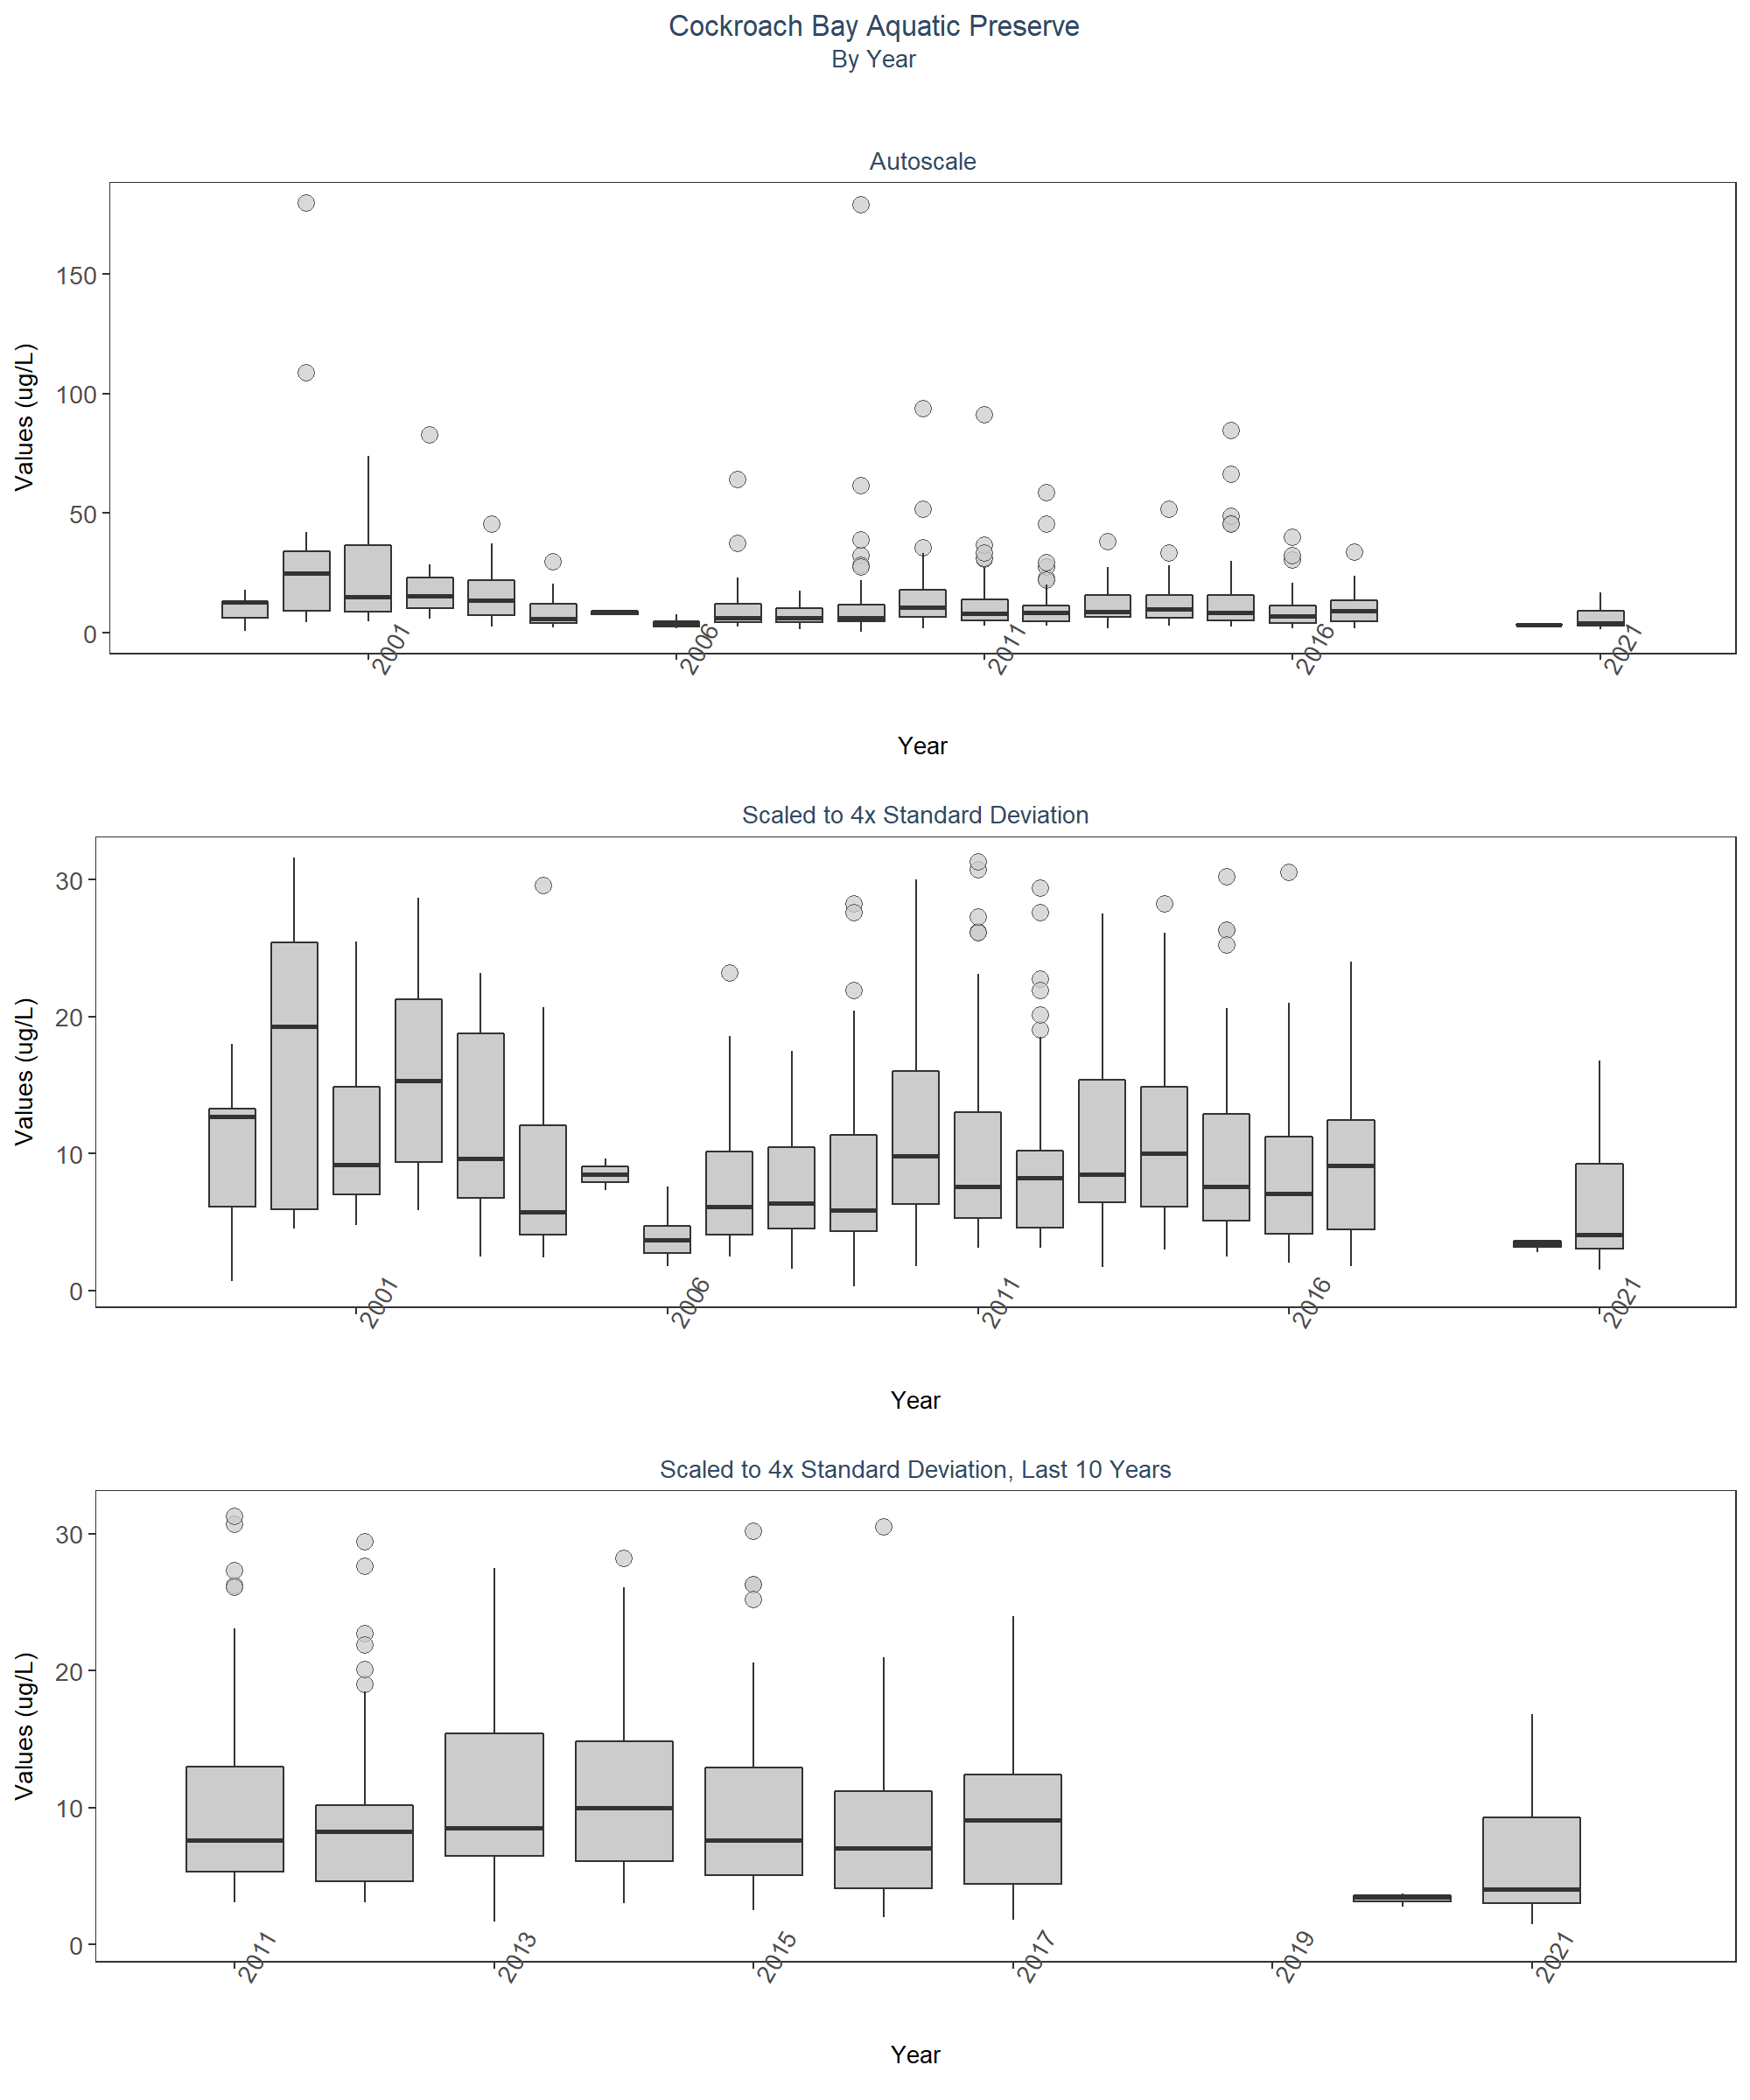 Cockroach Bay Aquatic Preserve
By Year
Autoscale
Values (ug/L)
150
100
50
0
2001
2006
2011
2016
2021
Year
Scaled to 4x Standard Deviation
Values (ug/L)
30
20
10
0
2001
2006
2011
2016
2021
Year
Scaled to 4x Standard Deviation, Last 10 Years
Values (ug/L)
30
20
10
0
2011
2013
2015
2017
2019
2021
Year